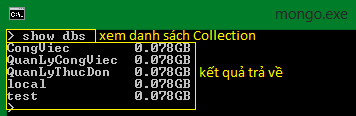 C:\.
mongo.exe
> show dbs xem danh sách Collection
CongViec 0.078GB
QuanLyCongViec 0.078GB
QuanLyThucDon 0.078GB kết quả trả về
local 0.078GB
test 0.078GB
>